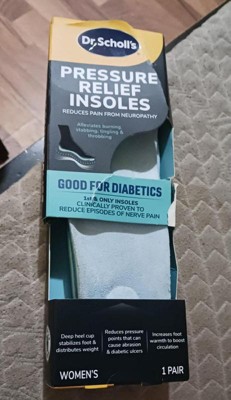 Dr. Scholl's
PRESSURE
RELIEF
INSOLES
REDUCES PAIN FROM NEUROPATHY
Alleviates burning,
stabbing, tingling &
throbbing
GOOD FOR DIABETICS
1st & ONLY INSOLES
CLINICALLY PROVEN TO
REDUCE EPISODES OF NERVE PAIN
Deep heel cup
stabilizes foot &
distributes weight
Reduces pressure
points that can
cause abrasion
& diabetic ulcers
Increases foot
warmth to boost
circulation
WOMEN'S
1 PAIR